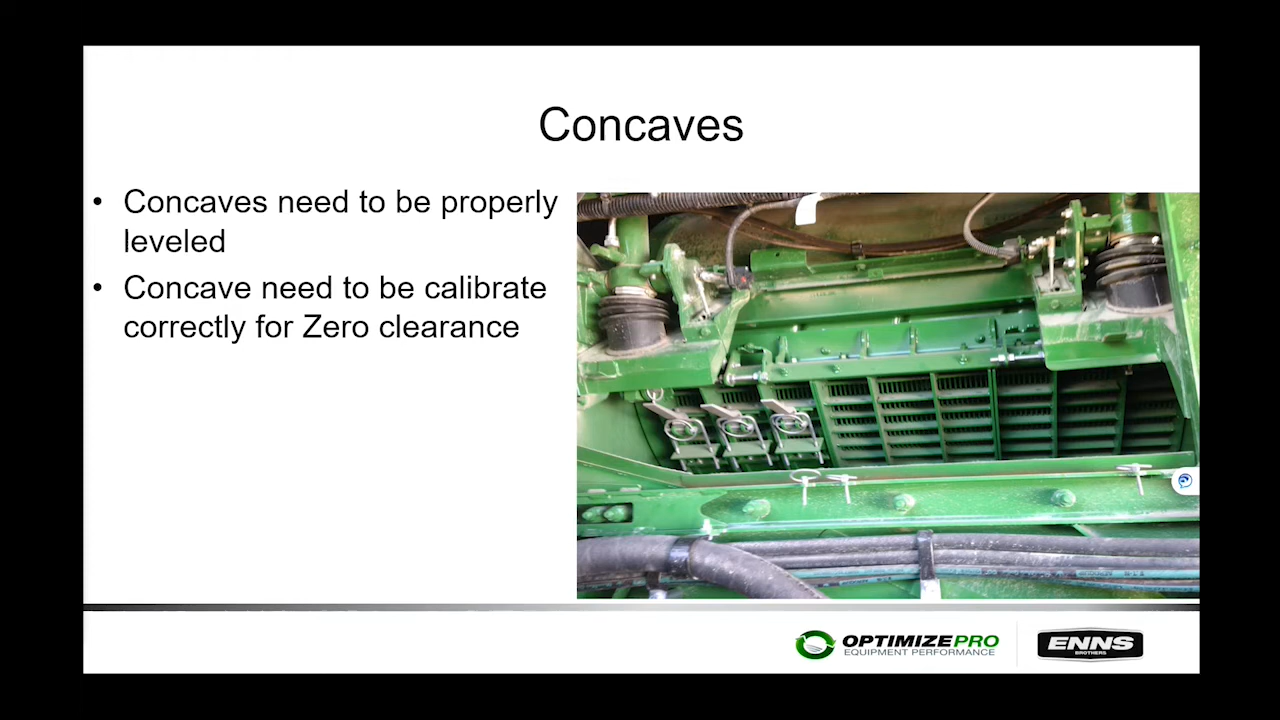 Concaves
• Concaves need to be properly
leveled
• Concave need to be calibrate
correctly for Zero clearance
OPTIMIZEPRO
EQUIPMENT PERFORMANCE
ENNS
BROTHERS